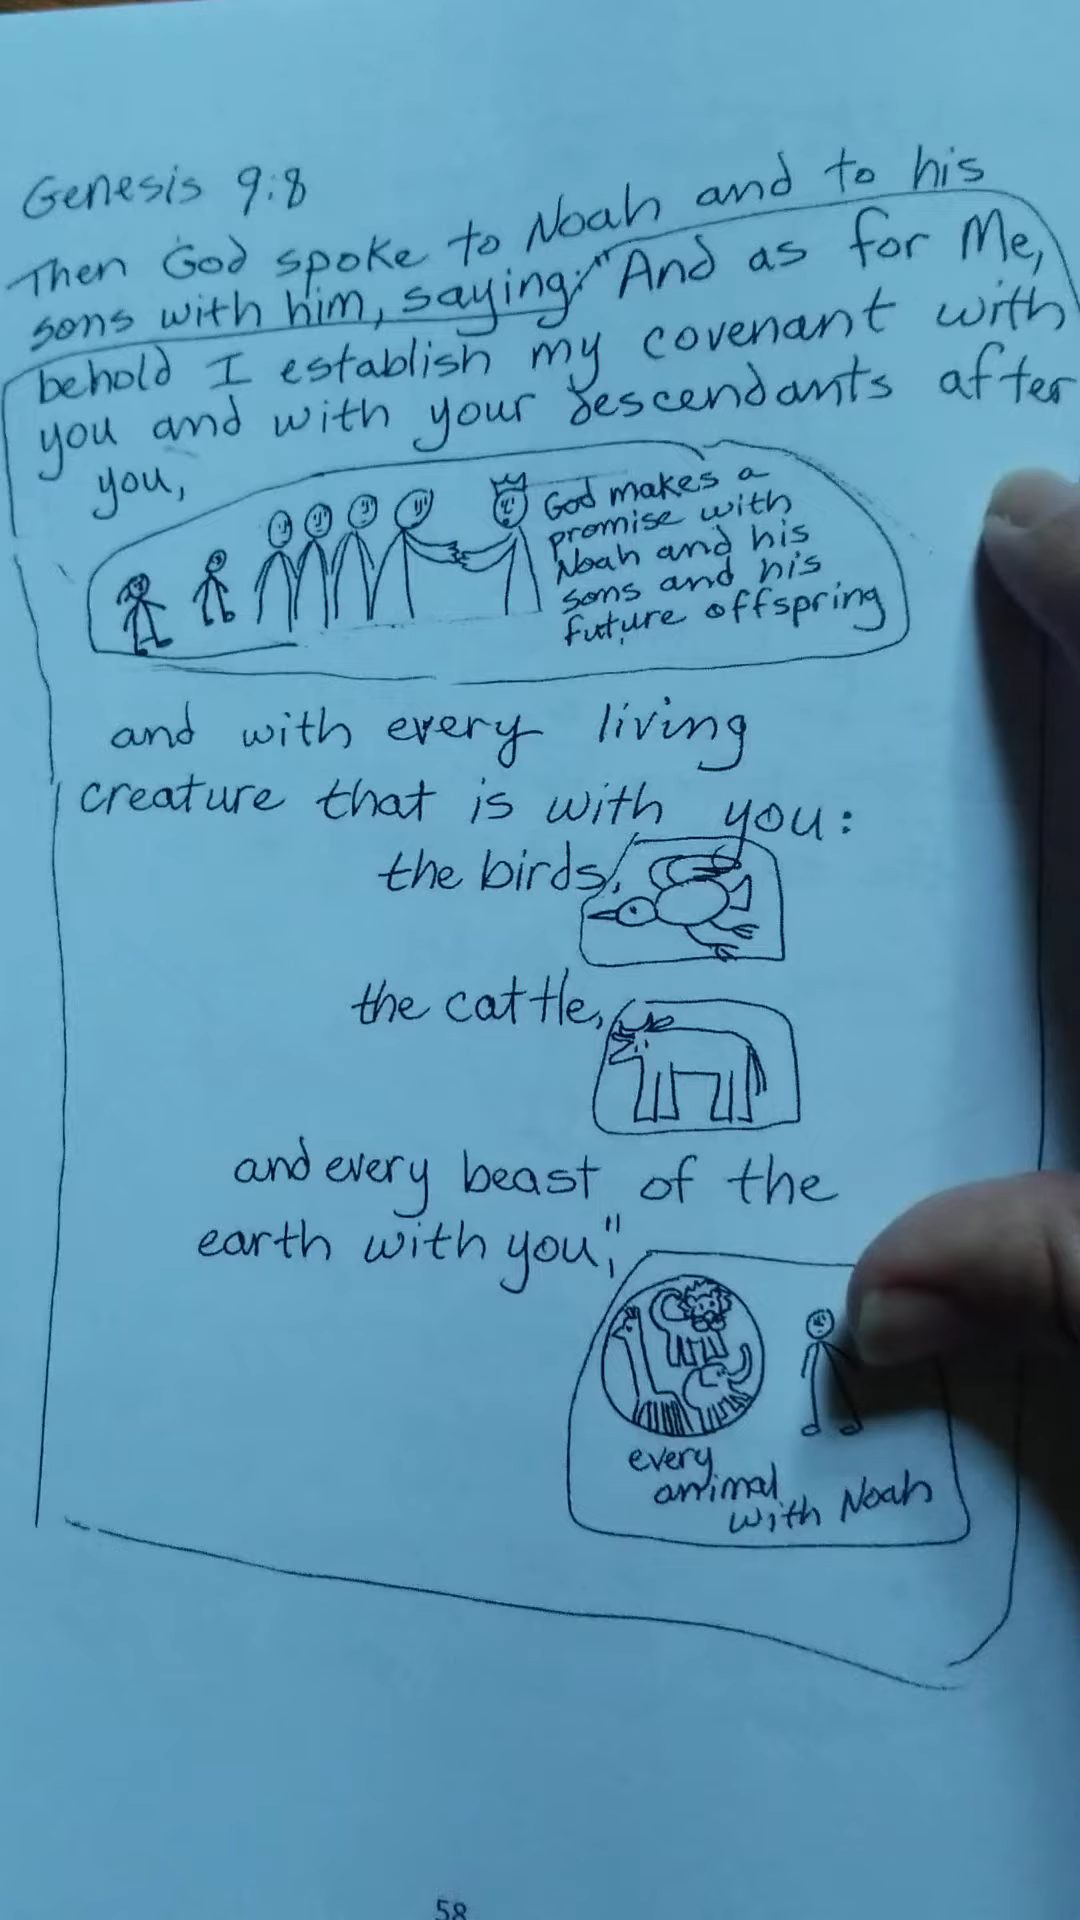 Genesis 9:8
Then God spoke to Noah and to his
sons with him, saying: "And as for Me,
behold I establish my covenant with
you and with your descendants after
you,
God makes a
promise with
Noah and his
sons and his
future offspring
and with every living
creature that is with you:
the birds,
the cattle,
and every beast of the
earth with you,"
every
animal
with Noah
58